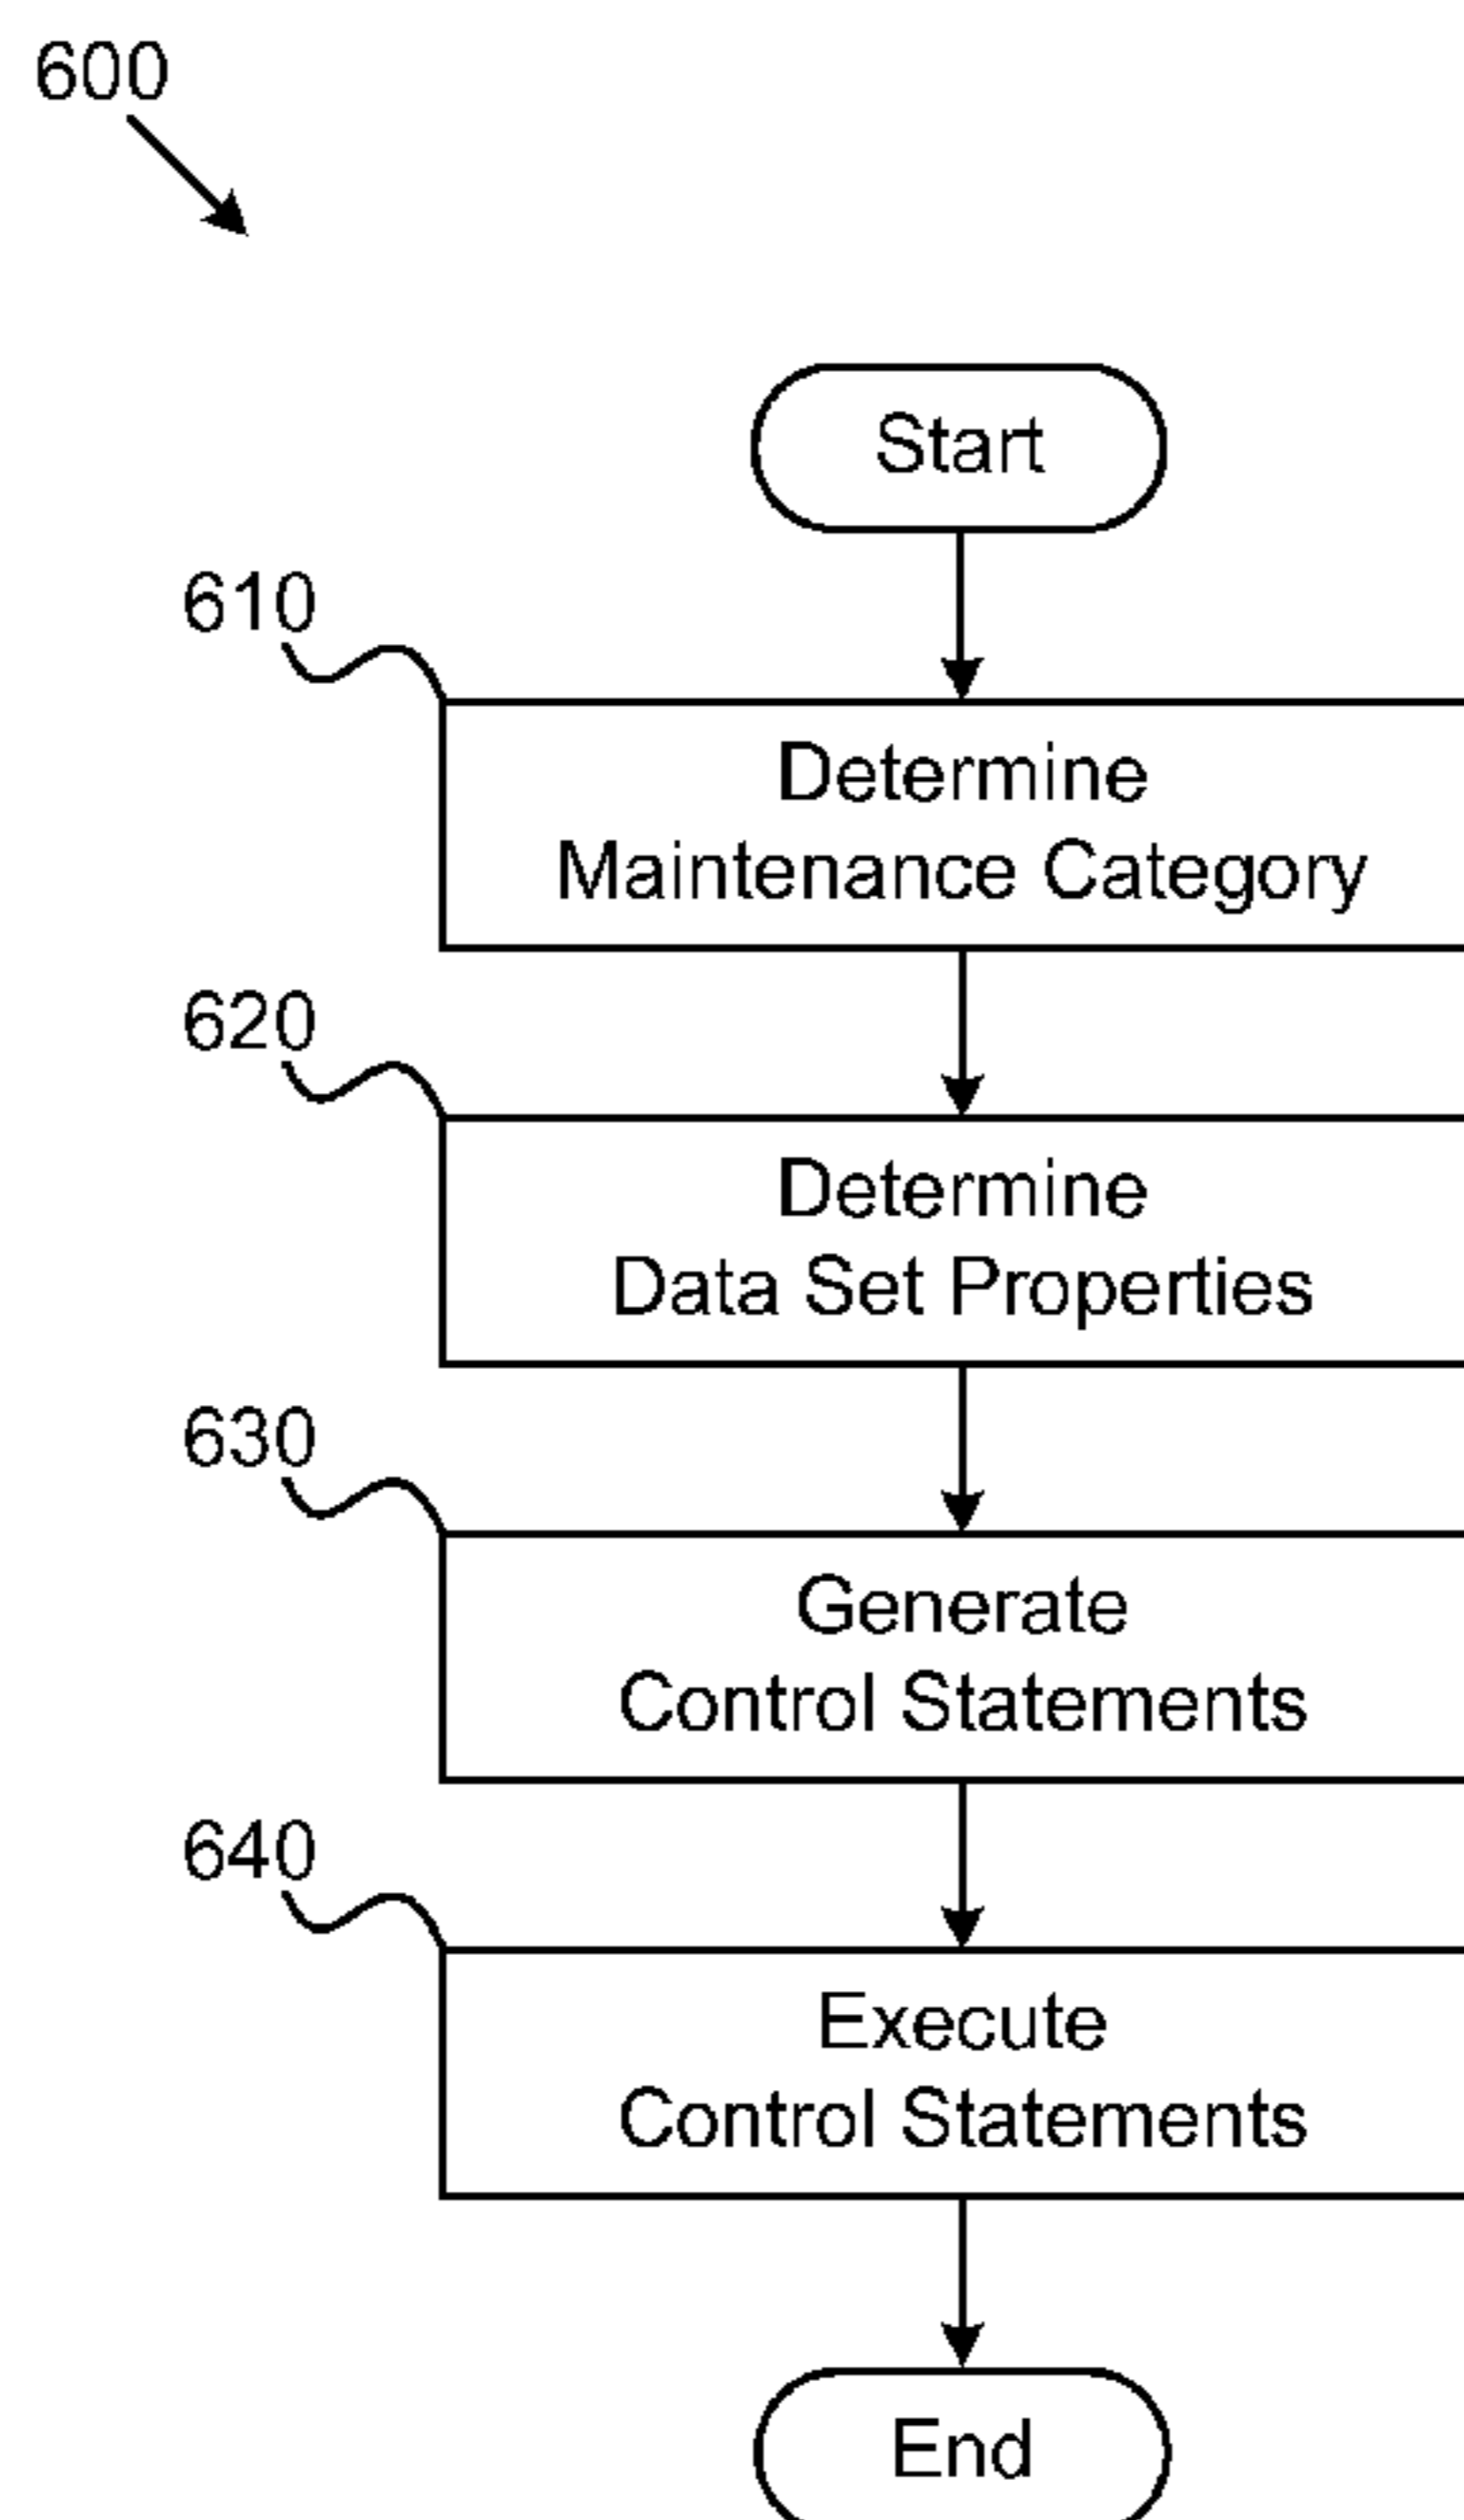 600
Start
610
Determine
Maintenance Category
620
Determine
Data Set Properties
630
Generate
Control Statements
640
Execute
Control Statements
End